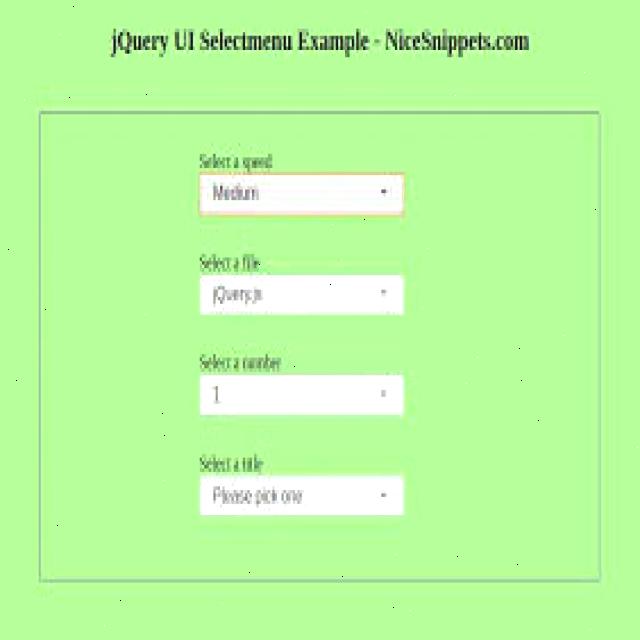 jQuery UI Selectmenu Example - NiceSnippets.com
Select a speed
Medium
Select a file
jQuery.js
Select a number
1
Select a title
Please pick one